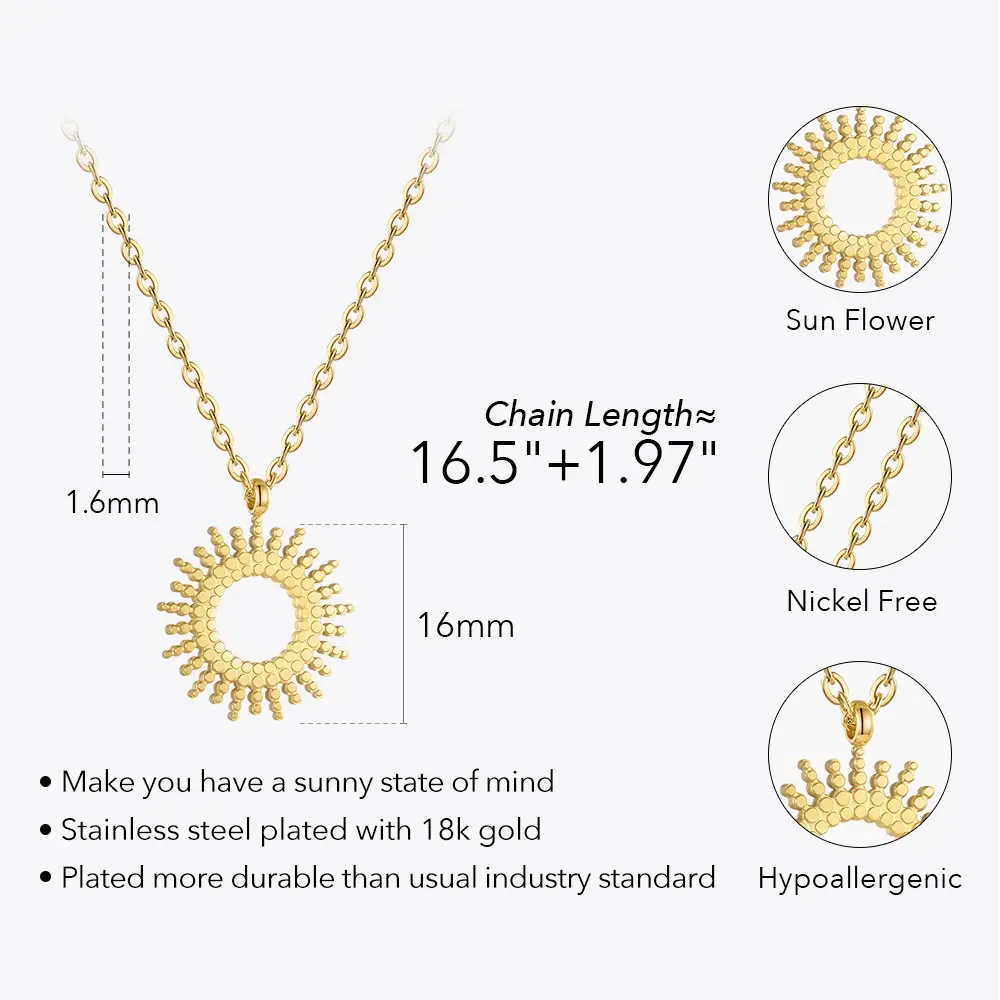 Sun Flower
Chain Length≈
16.5"+1.97"
1.6mm
Nickel Free
16mm
• Make you have a sunny state of mind
• Stainless steel plated with 18k gold
• Plated more durable than usual industry standard
Hypoallergenic